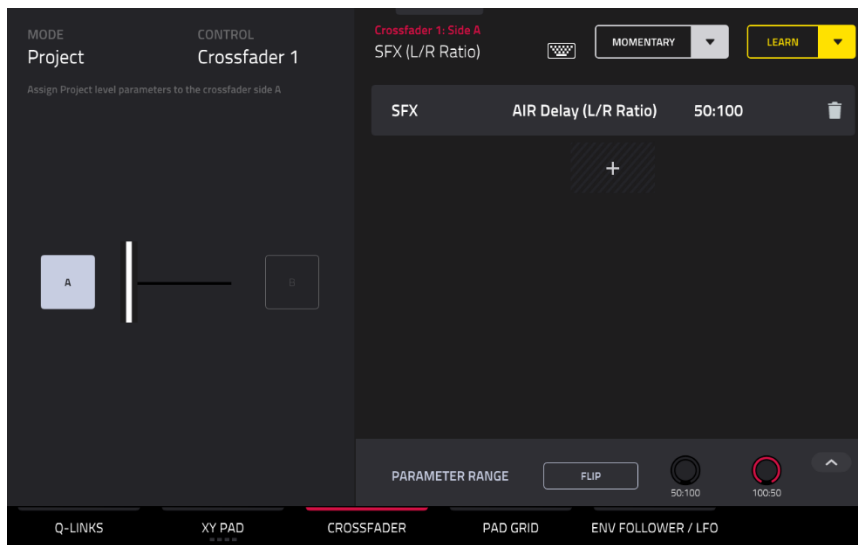 MODE
Project
CONTROL
Crossfader 1
Assign Project level parameters to the crossfader side A
A
B
Crossfader 1: Side A
SFX (L/R Ratio)
MOMENTARY
LEARN
SFX AIR Delay (L/R Ratio) 50:100
+
PARAMETER RANGE
FLIP
50:100
100:50
Q-LINKS
XY PAD
CROSSFADER
PAD GRID
ENV FOLLOWER / LFO